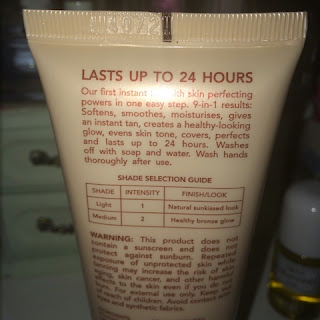 LASTS UP TO 24 HOURS
Our first instant with skin perfecting
powers in one easy step. 9-in-1 results:
Softens, smoothes, moisturises, gives
an instant tan, creates a healthy-looking
glow, evens skin tone, covers, perfects
and lasts up to 24 hours. Washes
off with soap and water. Wash hands
thoroughly after use.
SHADE SELECTION GUIDE
SHADE INTENSITY FINISH/LOOK
Light 1 Natural sunkissed look
Medium 2 Healthy bronze glow
WARNING: This product does not
contain a sunscreen and does not
protect against sunburn. Repeated
exposure of unprotected skin while
tanning may increase the risk of skin
aging, skin cancer, and other harmful
effects to the skin even if you do not
burn. For external use only. Keep out
of reach of children. Avoid contact with
eyes and synthetic fabrics.